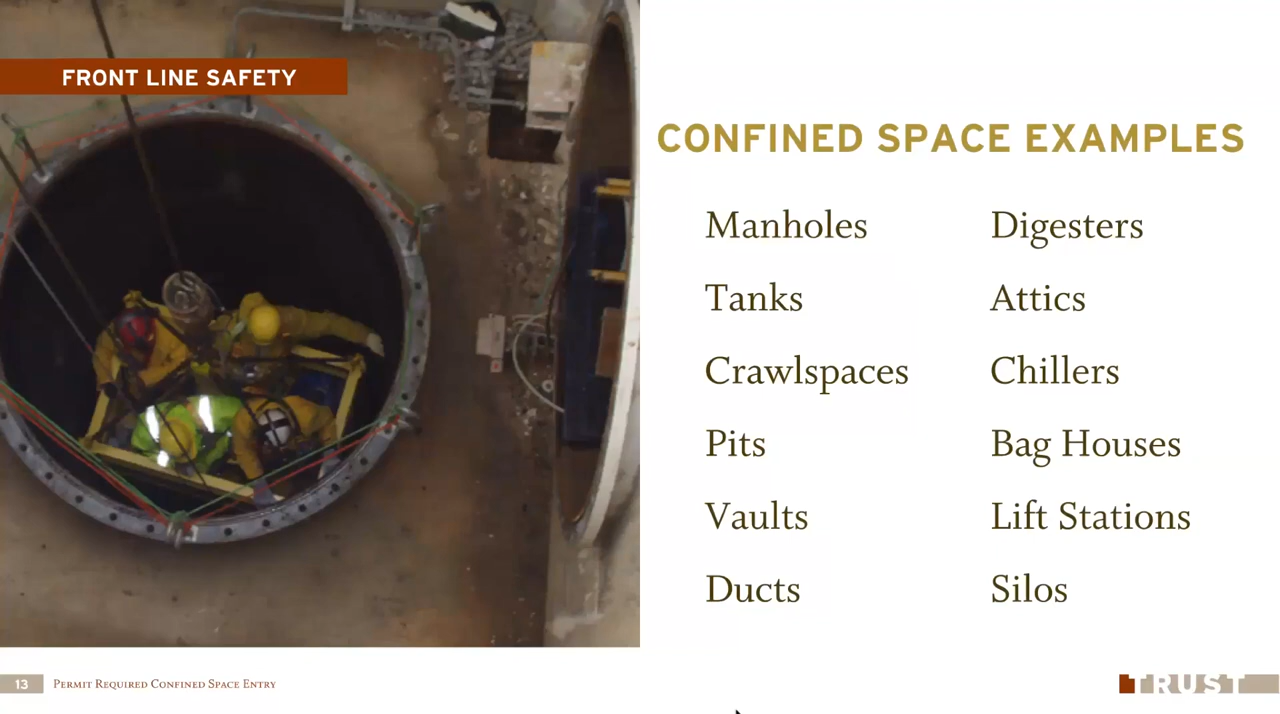 FRONT LINE SAFETY
CONFINED SPACE EXAMPLES
Manholes
Tanks
Crawlspaces
Pits
Vaults
Ducts
Digesters
Attics
Chillers
Bag Houses
Lift Stations
Silos
13
Permit Required Confined Space Entry
TRUST